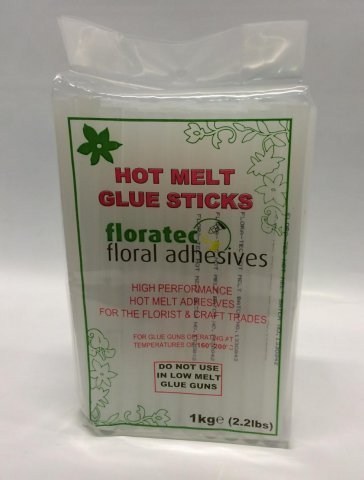 HOT MELT
GLUE STICKS
floratec
floral adhesives
HIGH PERFORMANCE
HOT MELT ADHESIVES
FOR THE FLORIST & CRAFT TRADES
FOR GLUE GUNS OPERATING AT
TEMPERATURES OF 160°-200°C
DO NOT USE
IN LOW MELT
GLUE GUNS
1kg℮ (2.2lbs)